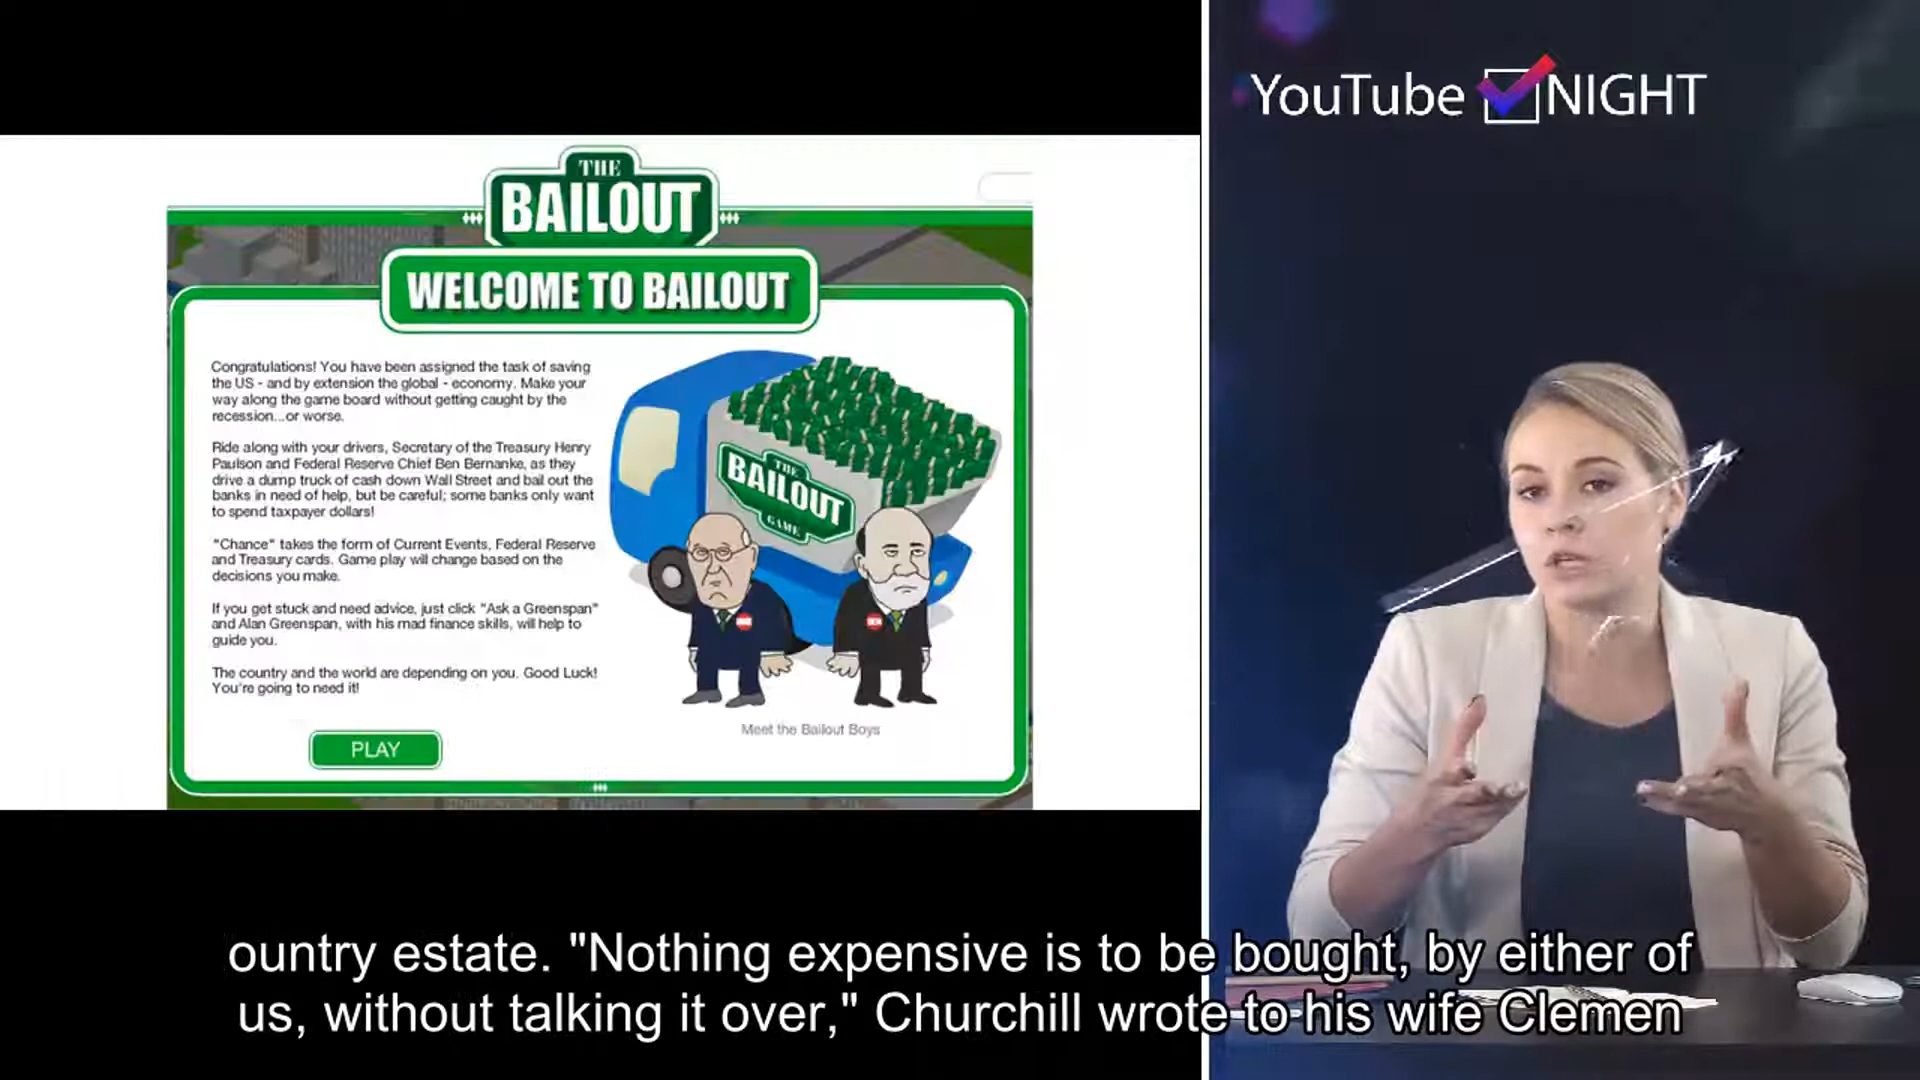 THE
BAILOUT
WELCOME TO BAILOUT
Congratulations! You have been assigned the task of saving
the US - and by extension the global - economy. Make your
way along the game board without getting caught by the
recession...or worse.
Ride along with your drivers, Secretary of the Treasury Henry
Paulson and Federal Reserve Chief Ben Bernanke, as they
drive a dump truck of cash down Wall Street and bail out the
banks in need of help, but be careful; some banks only want
to spend taxpayer dollars!
"Chance" takes the form of Current Events, Federal Reserve
and Treasury cards. Game play will change based on the
decisions you make.
If you get stuck and need advice, just click "Ask a Greenspan"
and Alan Greenspan, with his mad finance skills, will help to
guide you.
The country and the world are depending on you. Good Luck!
You're going to need it!
PLAY
THE
BAILOUT
GAME
BEN
Meet the Bailout Boys
YouTube NIGHT
ountry estate. "Nothing expensive is to be bought, by either of
us, without talking it over," Churchill wrote to his wife Clemen